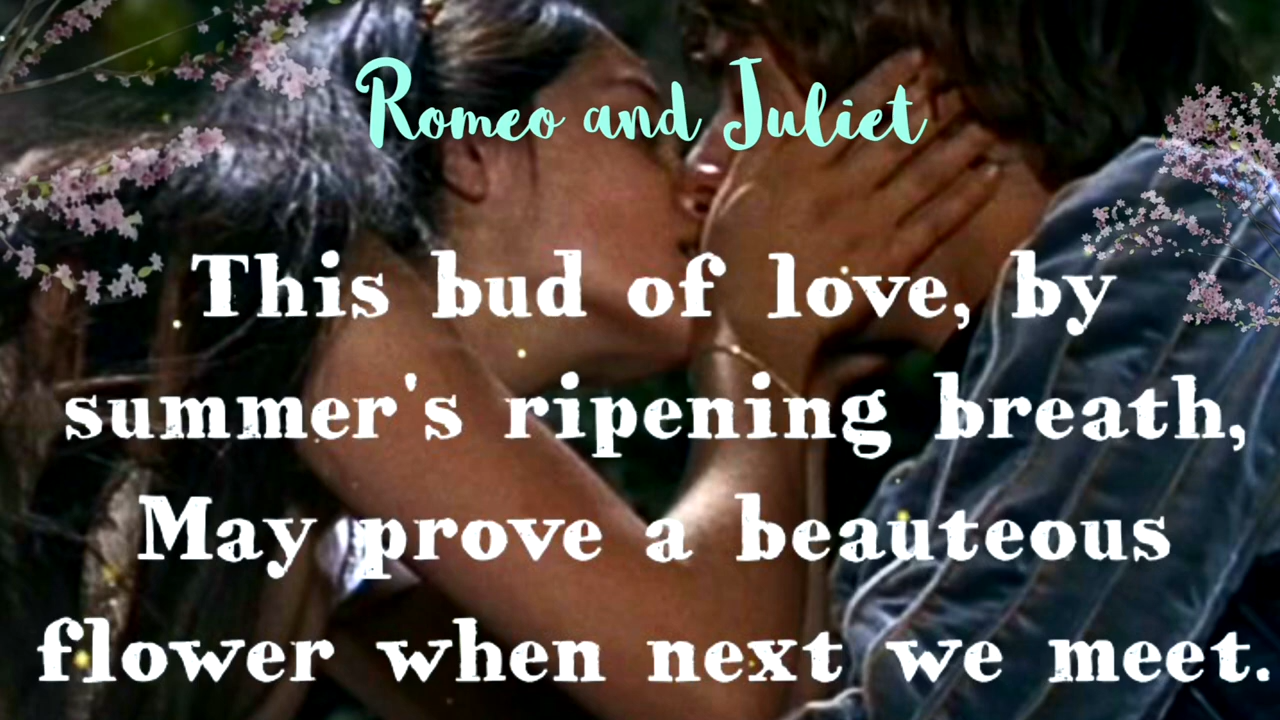 Romeo and Juliet
This bud of love, by
summer's ripening breath,
May prove a beauteous
flower when next we meet.